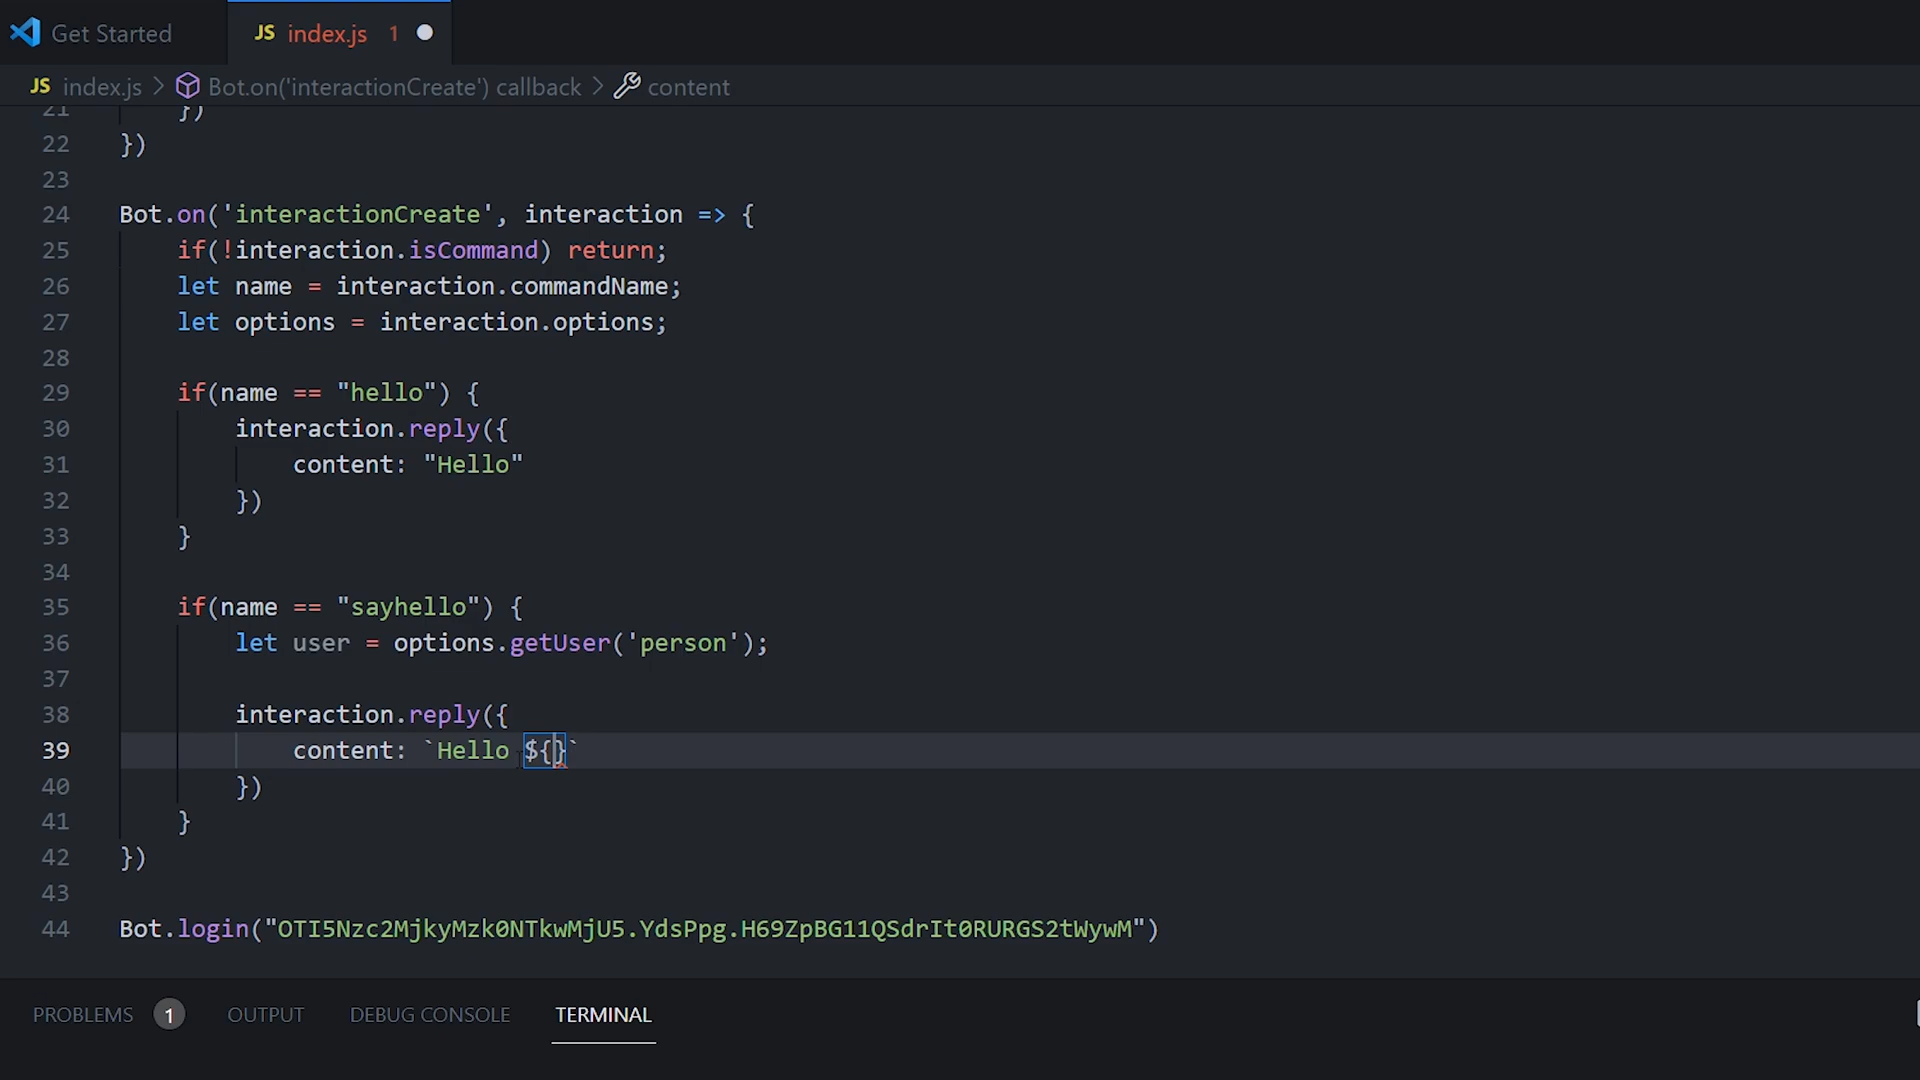 Get Started JS index.js 1
JS index.js > Bot.on('interactionCreate') callback > content
21 })
22 })
23
24 Bot.on('interactionCreate', interaction => {
25 if(!interaction.isCommand) return;
26 let name = interaction.commandName;
27 let options = interaction.options;
28
29 if(name == "hello") {
30 interaction.reply({
31 content: "Hello"
32 })
33 }
34
35 if(name == "sayhello") {
36 let user = options.getUser('person');
37
38 interaction.reply({
39 content: `Hello ${}`
40 })
41 }
42 })
43
44 Bot.login("OTI5Nzc2MjkyMzk0NTkwMjU5.YdsPpg.H69ZpBG11QSdrIt0RURGS2tWywM")
PROBLEMS 1 OUTPUT DEBUG CONSOLE TERMINAL